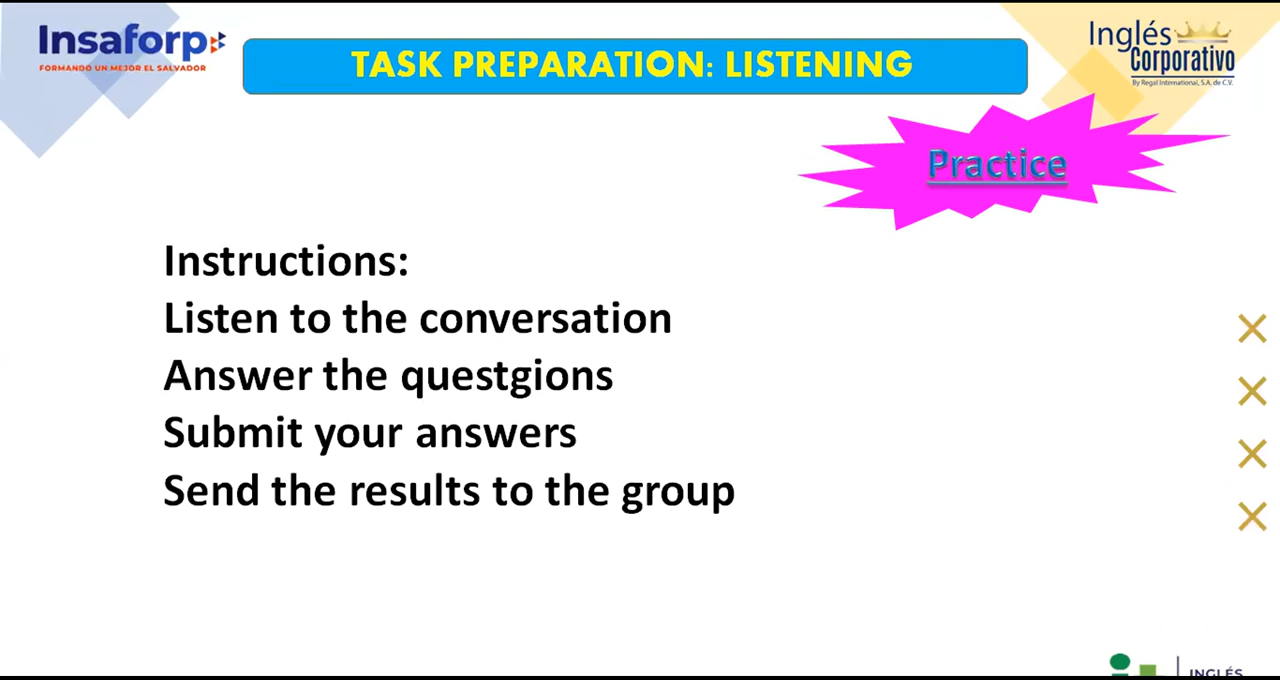 Insaforp
FORMANDO UN MEJOR EL SALVADOR
TASK PREPARATION: LISTENING
Inglés
Corporativo
By Regal International, S.A. de C.V.
Practice
Instructions:
Listen to the conversation
Answer the questgions
Submit your answers
Send the results to the group
INGLÉS